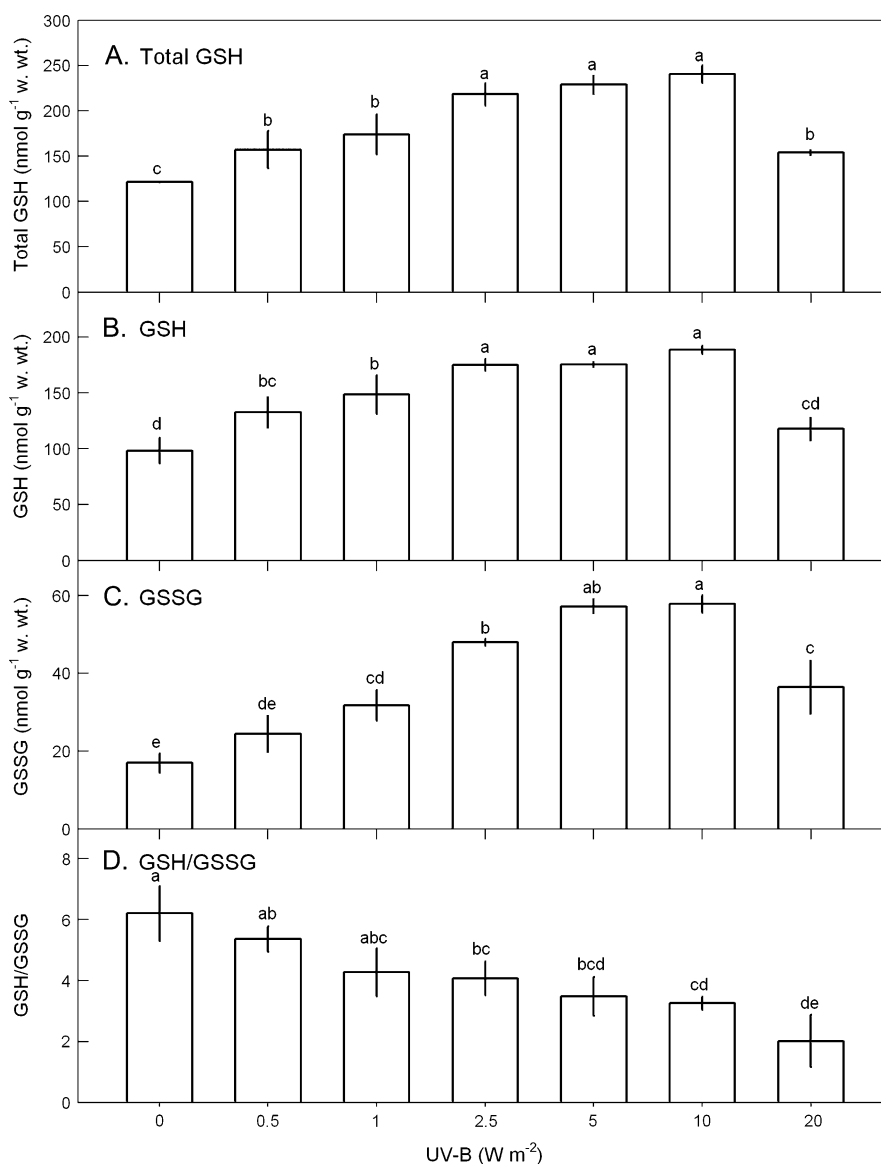 A. Total GSH
Total GSH (nmol g⁻¹ w. wt.)
300
250
200
150
100
50
0
c
b
b
a
a
a
b
B. GSH
GSH (nmol g⁻¹ w. wt.)
200
150
100
50
0
d
bc
b
a
a
a
cd
C. GSSG
GSSG (nmol g⁻¹ w. wt.)
60
40
20
0
e
de
cd
b
ab
a
c
D. GSH/GSSG
GSH/GSSG
8
6
4
2
0
a
ab
abc
bc
bcd
cd
de
0 0.5 1 2.5 5 10 20
UV-B (W m⁻²)